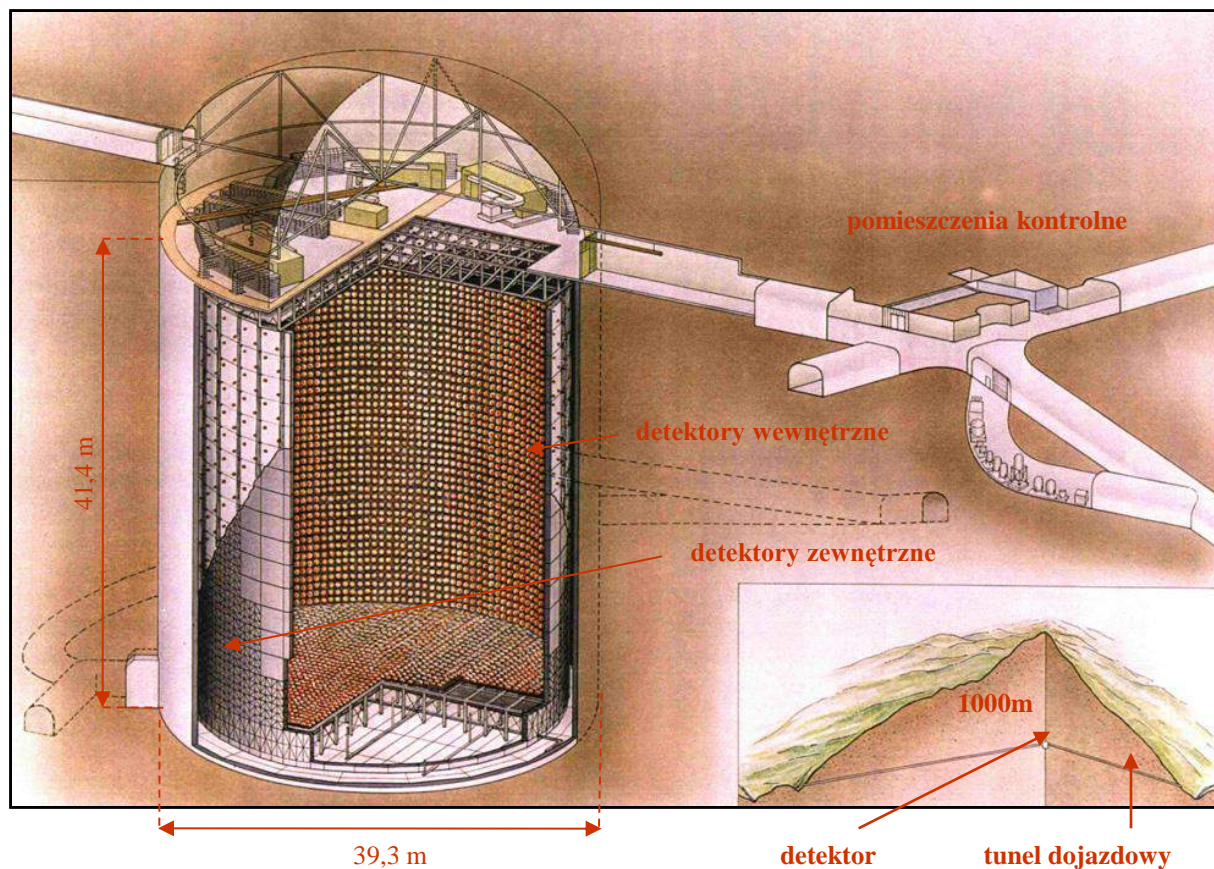 pomieszczenia kontrolne
detektory wewnętrzne
41,4 m
detektory zewnętrzne
1000m
39,3 m
detektor
tunel dojazdowy